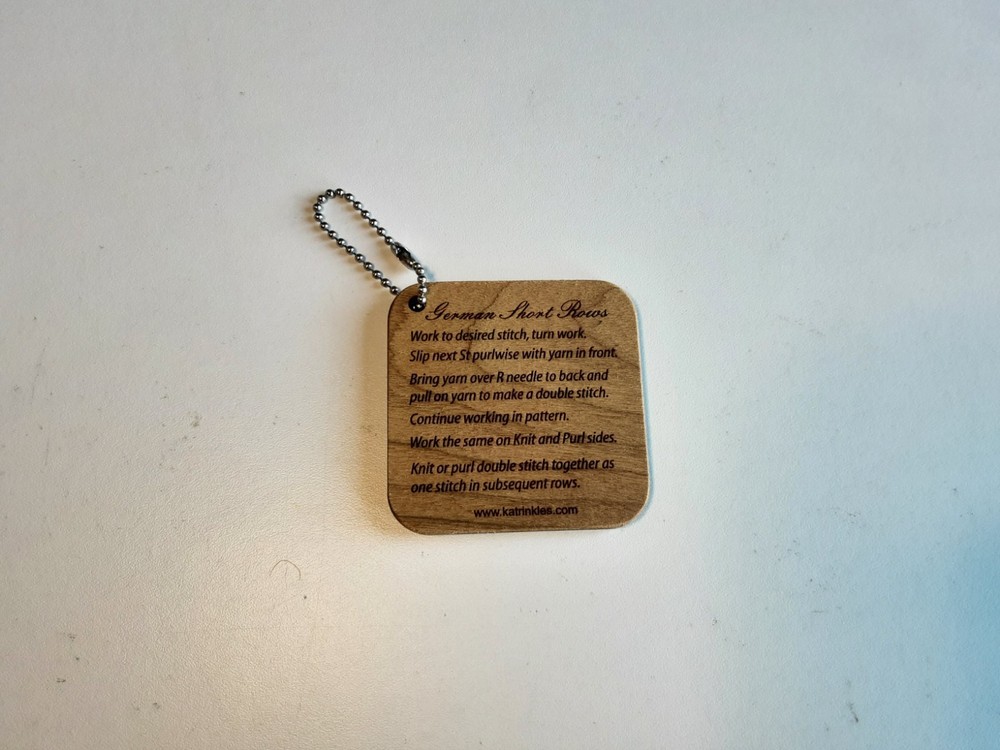 German Short Rows
Work to desired stitch, turn work.
Slip next St purlwise with yarn in front.
Bring yarn over R needle to back and
pull on yarn to make a double stitch.
Continue working in pattern.
Work the same on Knit and Purl sides.
Knit or purl double stitch together as
one stitch in subsequent rows.
www.katrinkles.com